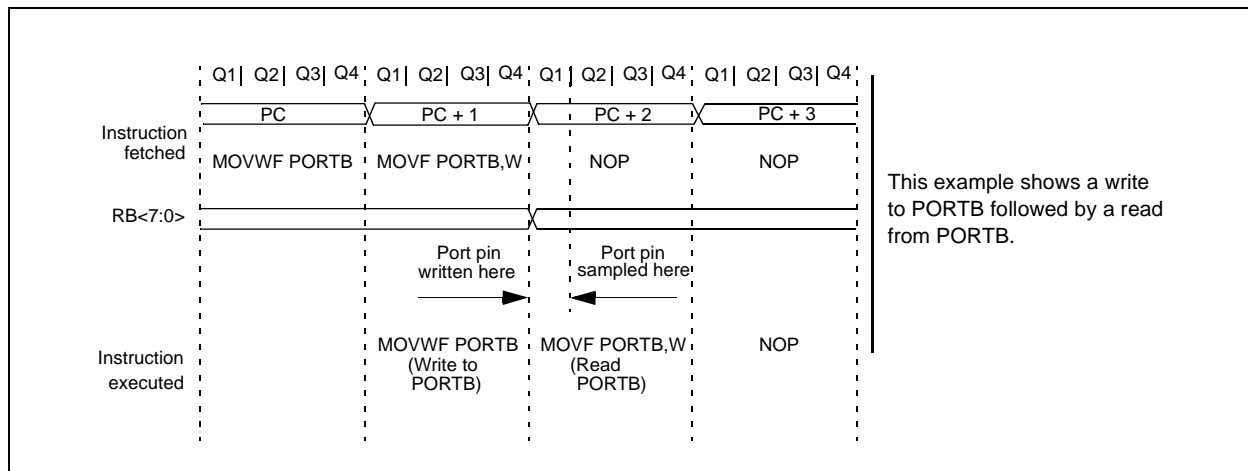 Q1| Q2| Q3| Q4 Q1| Q2| Q3| Q4 Q1| Q2| Q3| Q4 Q1| Q2| Q3| Q4
PC PC + 1 PC + 2 PC + 3
Instruction
fetched
MOVWF PORTB MOVF PORTB,W NOP NOP
RB<7:0>
Port pin
written here
Port pin
sampled here
Instruction
executed
MOVWF PORTB
(Write to
PORTB)
MOVF PORTB,W
(Read
PORTB)
NOP
This example shows a write
to PORTB followed by a read
from PORTB.